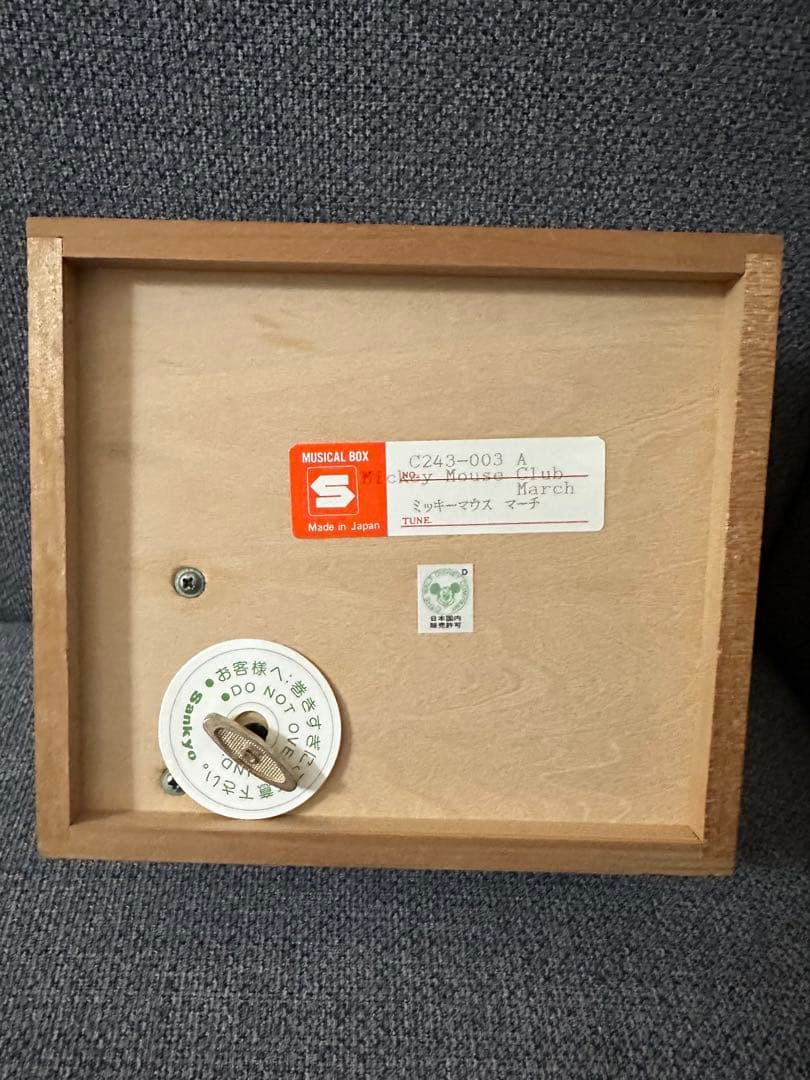 MUSICAL BOX
S
Made in Japan
C243-003 A
NO.
Mickey Mouse Club
March
ミッキーマウス マーチ
TUNE
D
日本国内
販売許可
●お客様へ:巻きすぎに
意下さい。
●DO NOT OVE
IND.
Sankyo